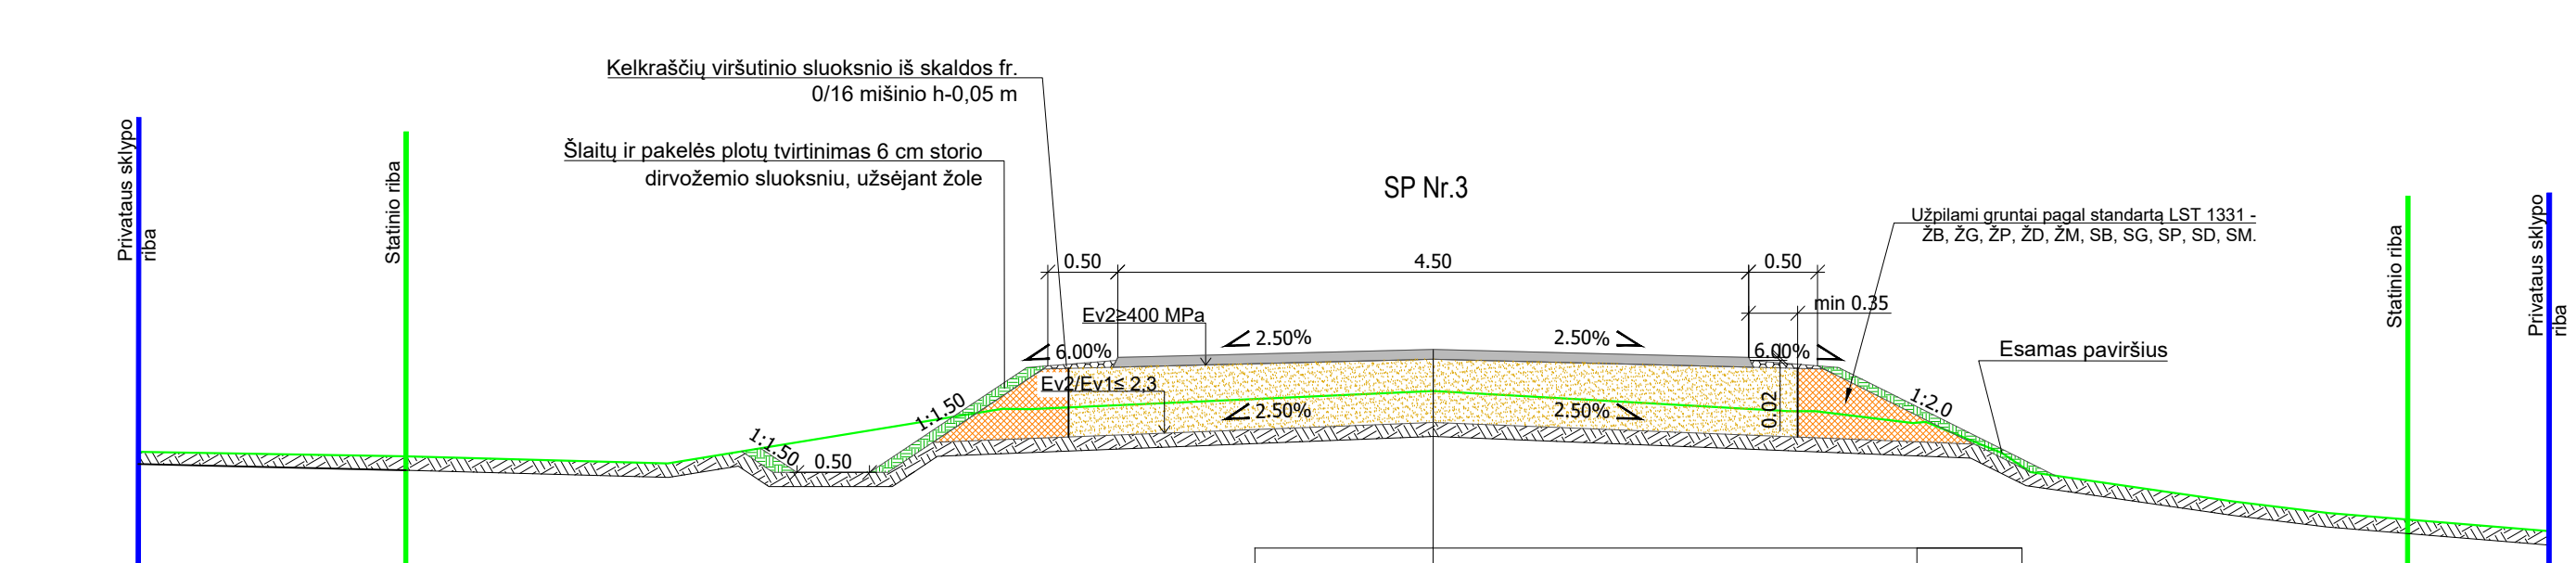 Kelkraščių viršutinio sluoksnio iš skaldos fr.
0/16 mišinio h-0,05 m
Šlaitų ir pakelės plotų tvirtinimas 6 cm storio
dirvožemio sluoksniu, užsėjant žole
SP Nr.3
Užpilami gruntai pagal standartą LST 1331 -
ŽB, ŽG, ŽP, ŽD, ŽM, SB, SG, SP, SD, SM.
Privataus sklypo
riba
Statinio riba
Statinio riba
Privataus sklypo
riba
0.50
4.50
0.50
min 0.35
Ev2≥400 MPa
2.50%
2.50%
6.00%
6.00%
Esamas paviršius
Ev2/Ev1≤ 2,3
1:1.50
2.50%
2.50%
0.02
1:2.0
1:1.50
0.50